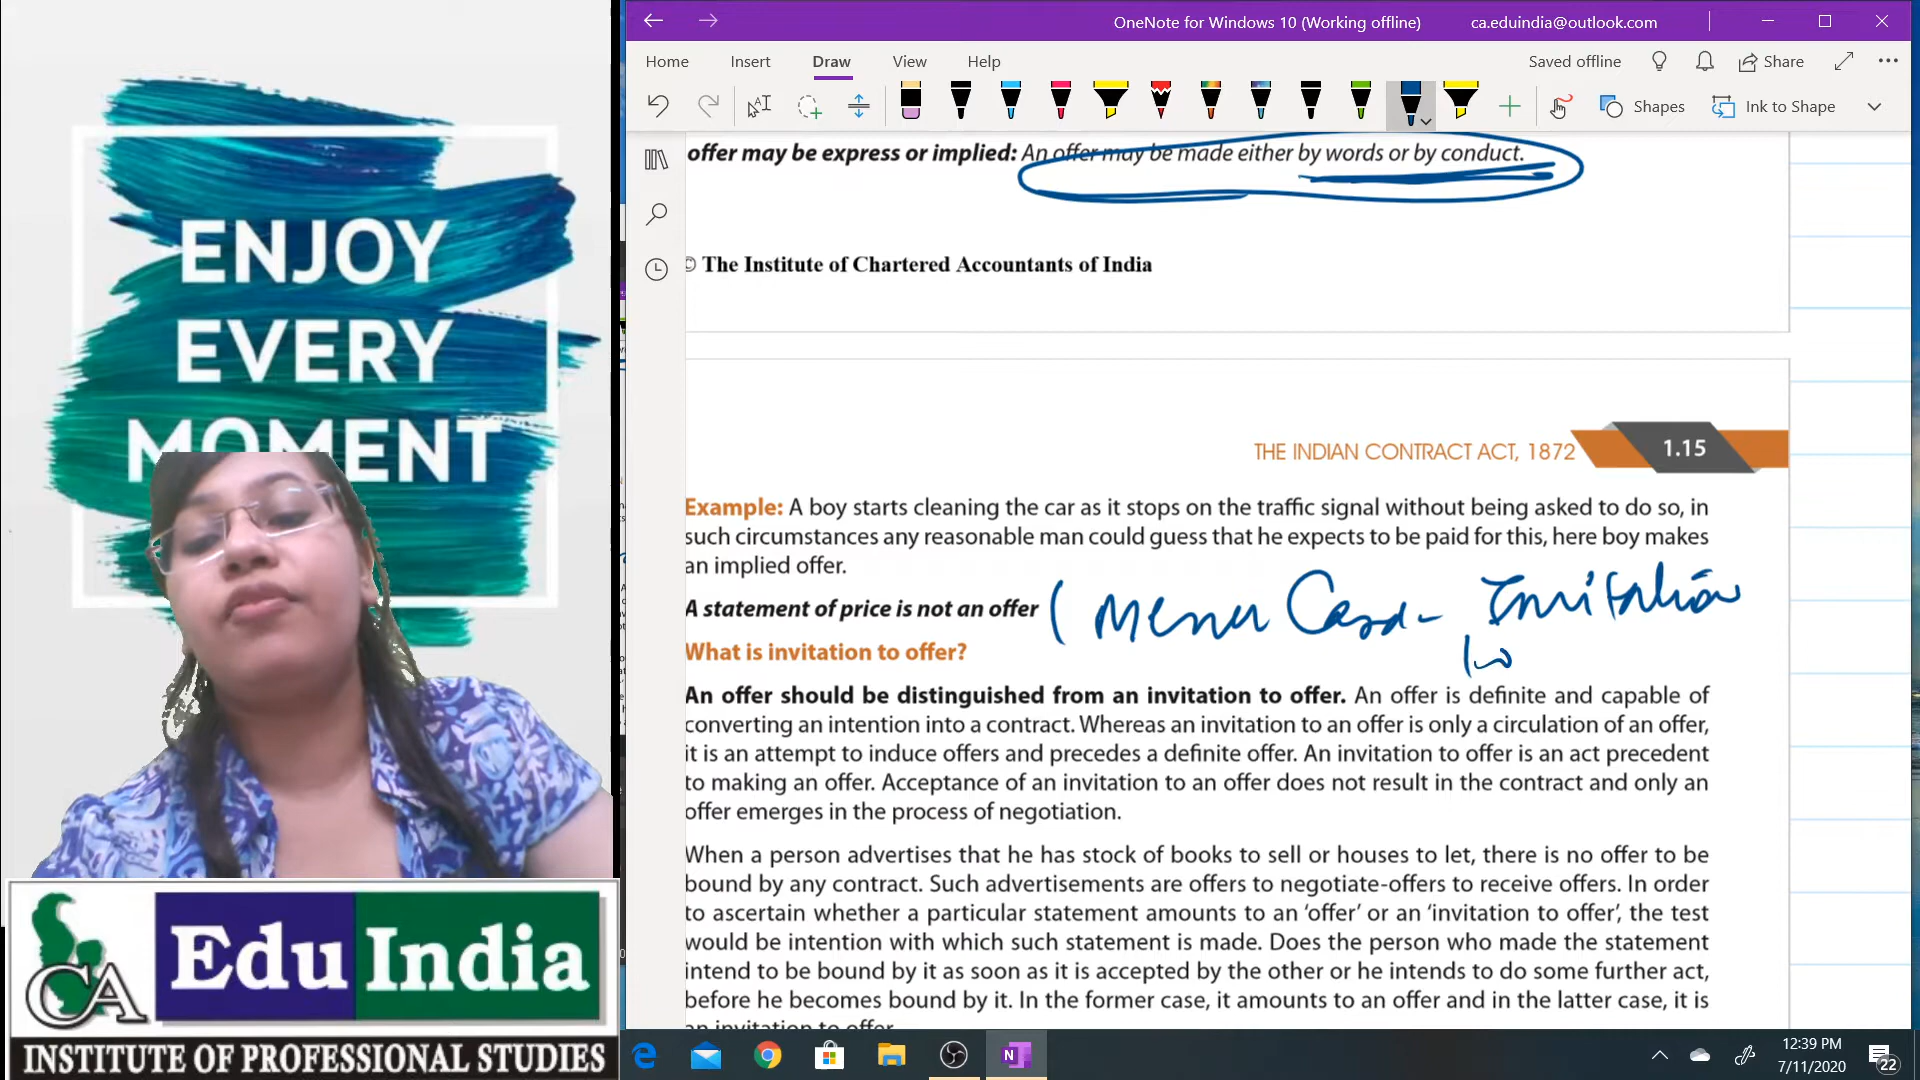 ENJOY
EVERY
MOMENT
CA
Edu India
INSTITUTE OF PROFESSIONAL STUDIES
OneNote for Windows 10 (Working offline)
ca.eduindia@outlook.com
Home Insert Draw View Help
Saved offline
Share
Shapes
Ink to Shape
offer may be express or implied: An offer may be made either by words or by conduct.
© The Institute of Chartered Accountants of India
THE INDIAN CONTRACT ACT, 1872 1.15
Example: A boy starts cleaning the car as it stops on the traffic signal without being asked to do so, in
such circumstances any reasonable man could guess that he expects to be paid for this, here boy makes
an implied offer.
A statement of price is not an offer ( Menu Card - Invitation
to
What is invitation to offer?
An offer should be distinguished from an invitation to offer. An offer is definite and capable of
converting an intention into a contract. Whereas an invitation to an offer is only a circulation of an offer,
it is an attempt to induce offers and precedes a definite offer. An invitation to offer is an act precedent
to making an offer. Acceptance of an invitation to an offer does not result in the contract and only an
offer emerges in the process of negotiation.
When a person advertises that he has stock of books to sell or houses to let, there is no offer to be
bound by any contract. Such advertisements are offers to negotiate-offers to receive offers. In order
to ascertain whether a particular statement amounts to an ‘offer’ or an ‘invitation to offer’, the test
would be intention with which such statement is made. Does the person who made the statement
intend to be bound by it as soon as it is accepted by the other or he intends to do some further act,
before he becomes bound by it. In the former case, it amounts to an offer and in the latter case, it is
an invitation to offer.
12:39 PM
7/11/2020
22